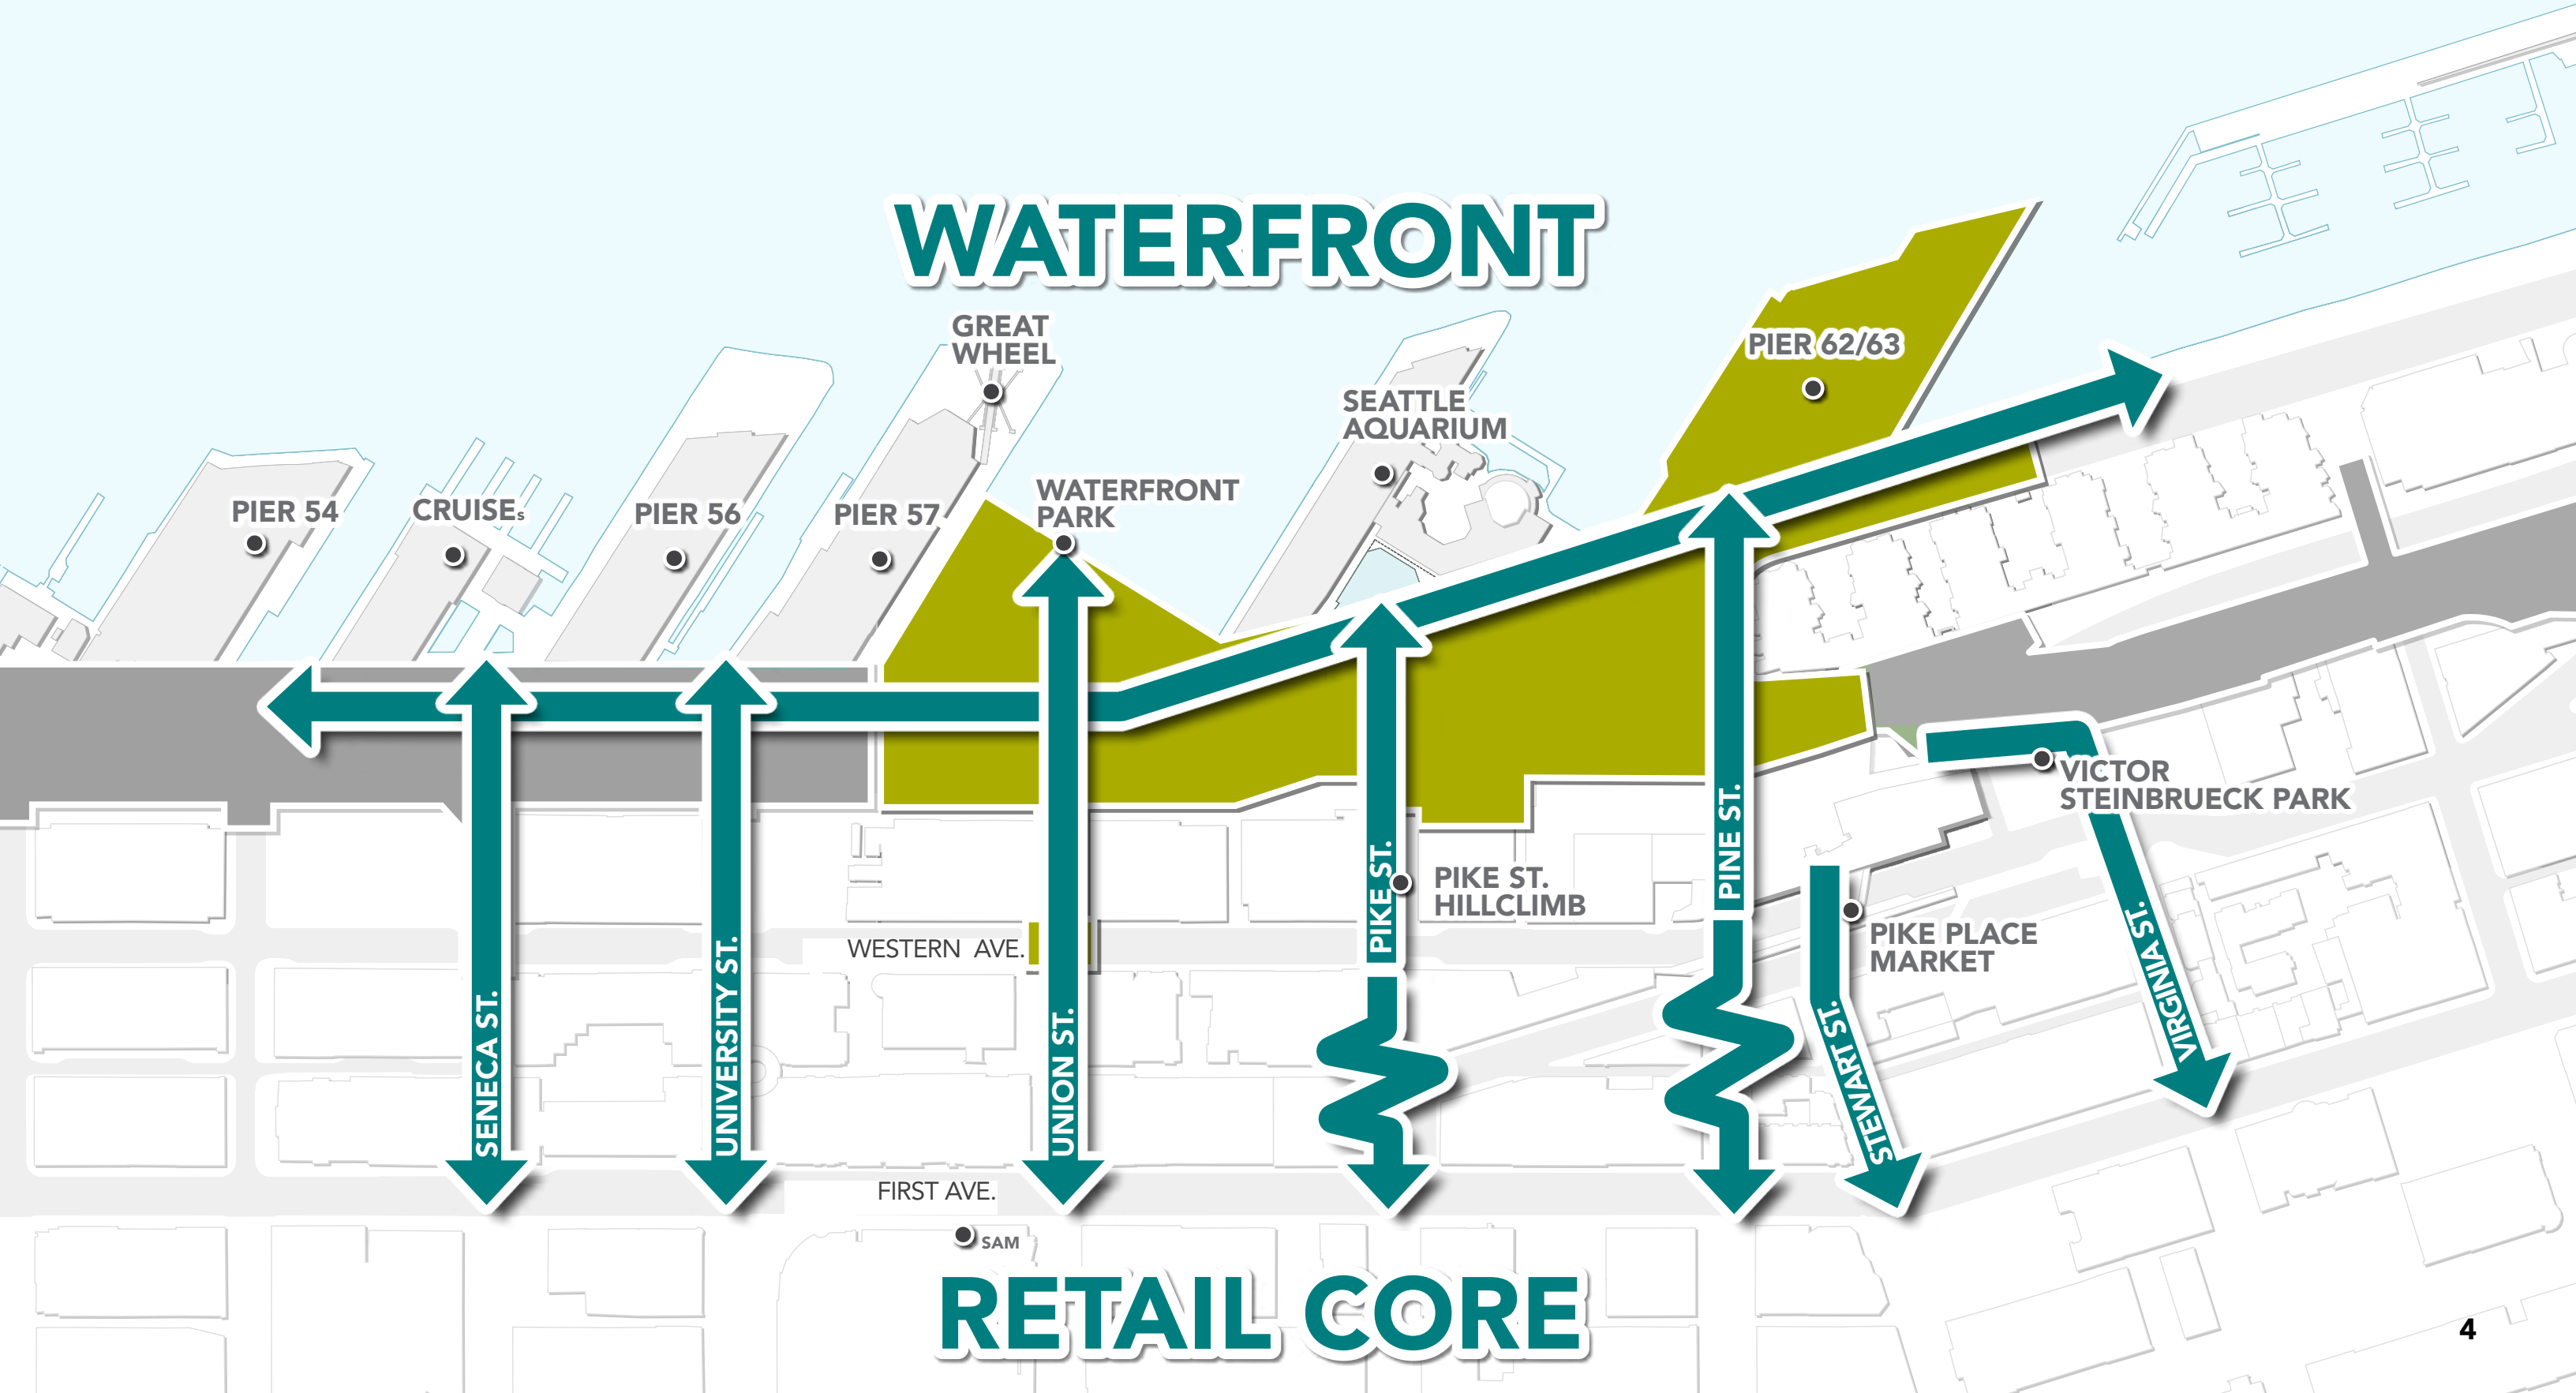 WATERFRONT
GREAT
WHEEL
PIER 62/63
SEATTLE
AQUARIUM
WATERFRONT
PARK
PIER 54
CRUISEs
PIER 56
PIER 57
VICTOR
STEINBRUECK PARK
PINE ST.
PIKE ST.
PIKE ST.
HILLCLIMB
PIKE PLACE
MARKET
WESTERN AVE.
VIRGINIA ST.
SENECA ST.
UNIVERSITY ST.
UNION ST.
STEWART ST.
FIRST AVE.
SAM
RETAIL CORE
4